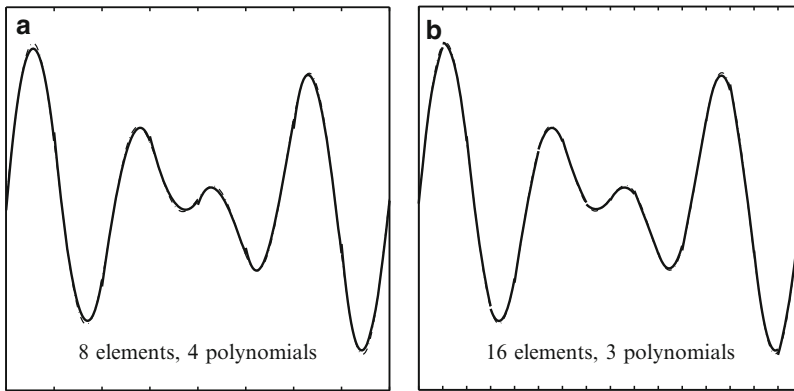 a
8 elements, 4 polynomials
b
16 elements, 3 polynomials